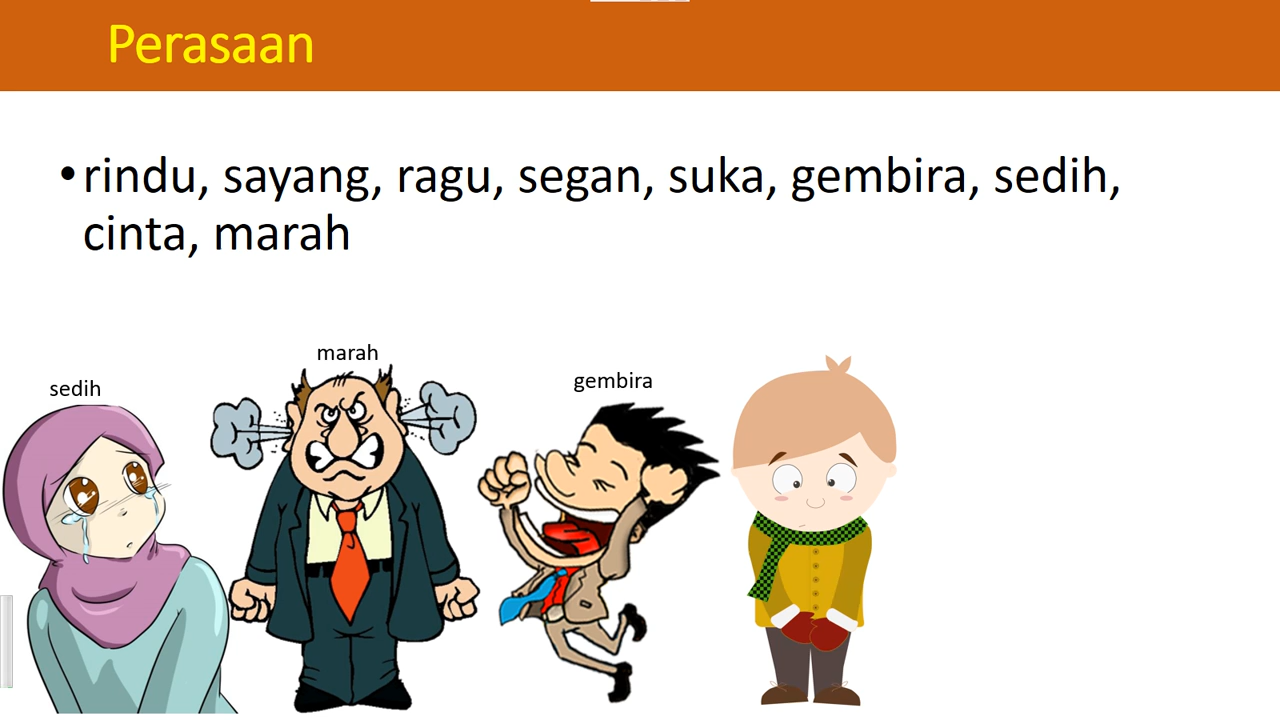 Perasaan
•rindu, sayang, ragu, segan, suka, gembira, sedih,
cinta, marah
marah
gembira
sedih